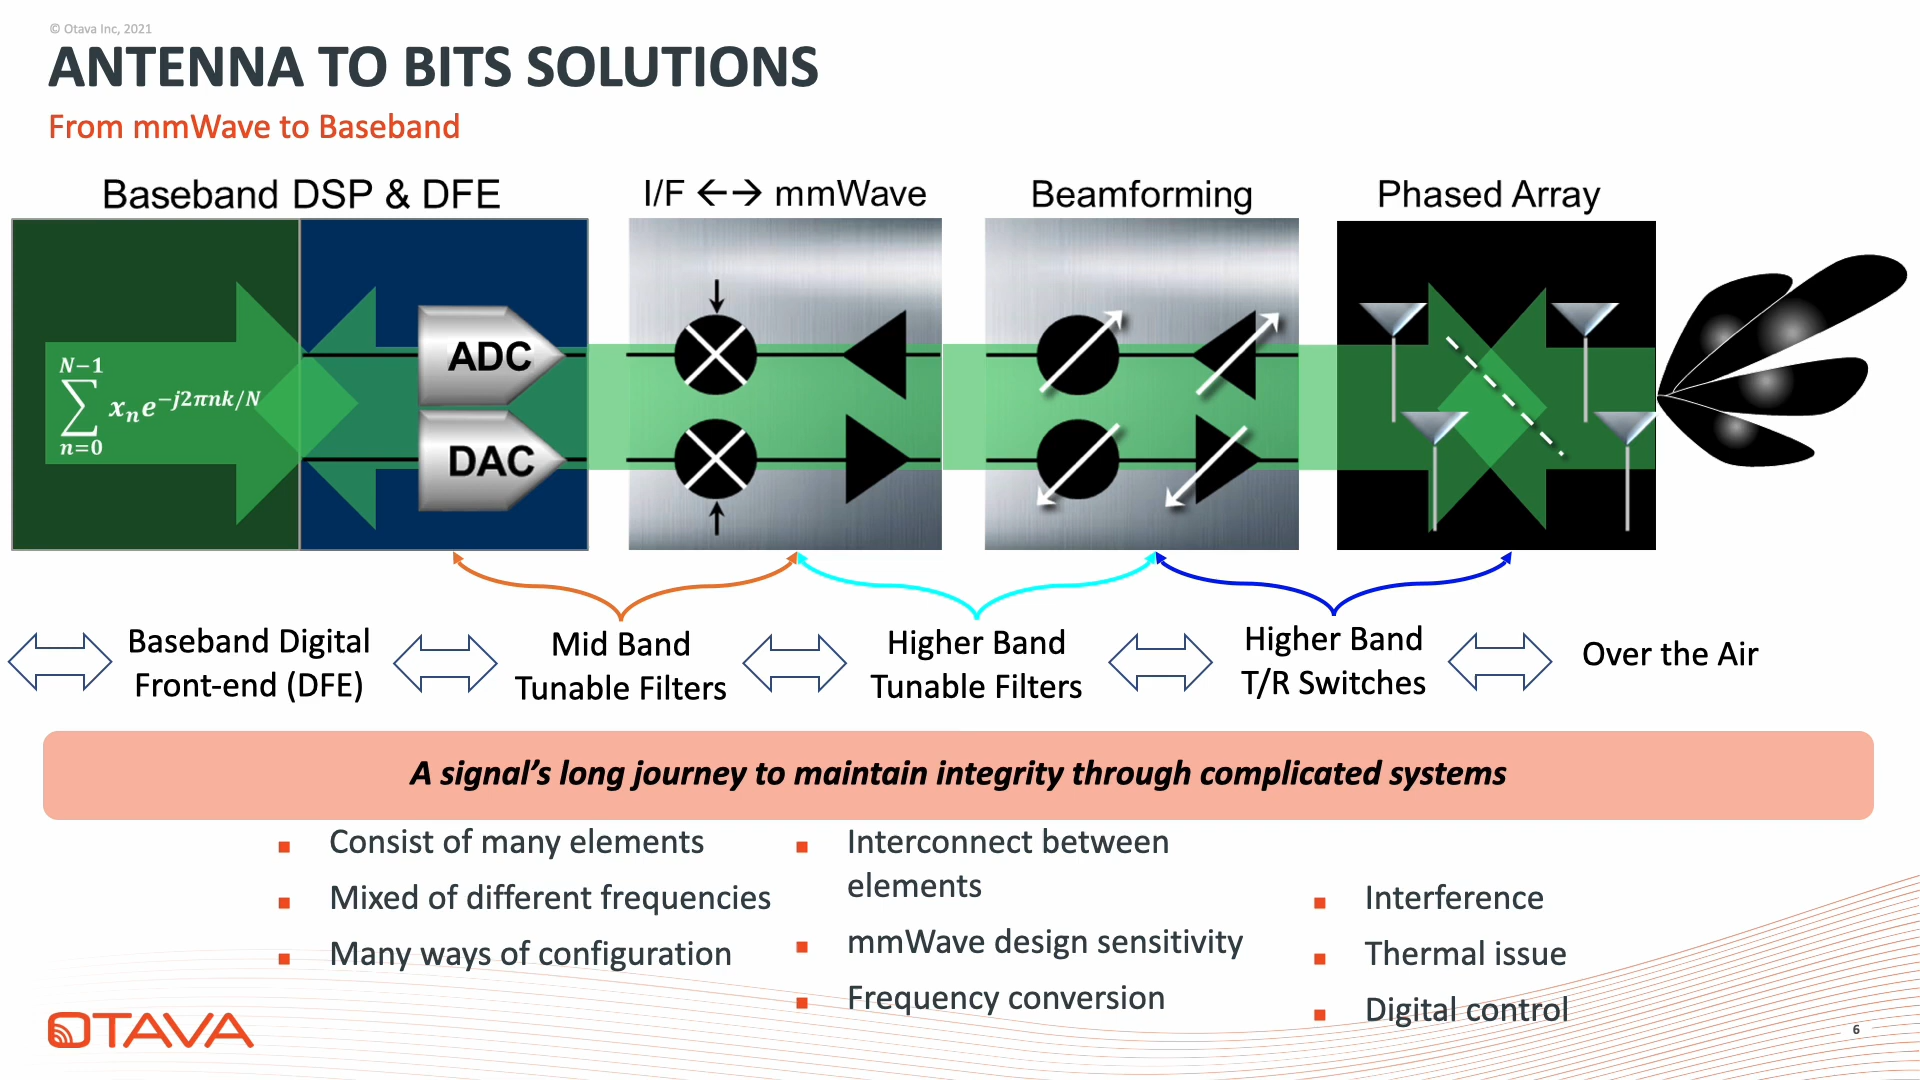 © Otava Inc, 2021
ANTENNA TO BITS SOLUTIONS
From mmWave to Baseband
Baseband DSP & DFE
I/F ←→ mmWave
Beamforming
Phased Array
N−1
∑ xₙe^{−j2πnk/N}
n=0
ADC
DAC
Baseband Digital
Front-end (DFE)
Mid Band
Tunable Filters
Higher Band
Tunable Filters
Higher Band
T/R Switches
Over the Air
A signal's long journey to maintain integrity through complicated systems
▪ Consist of many elements
▪ Mixed of different frequencies
▪ Many ways of configuration
▪ Interconnect between
elements
▪ mmWave design sensitivity
▪ Frequency conversion
▪ Interference
▪ Thermal issue
▪ Digital control
OTAVA
6